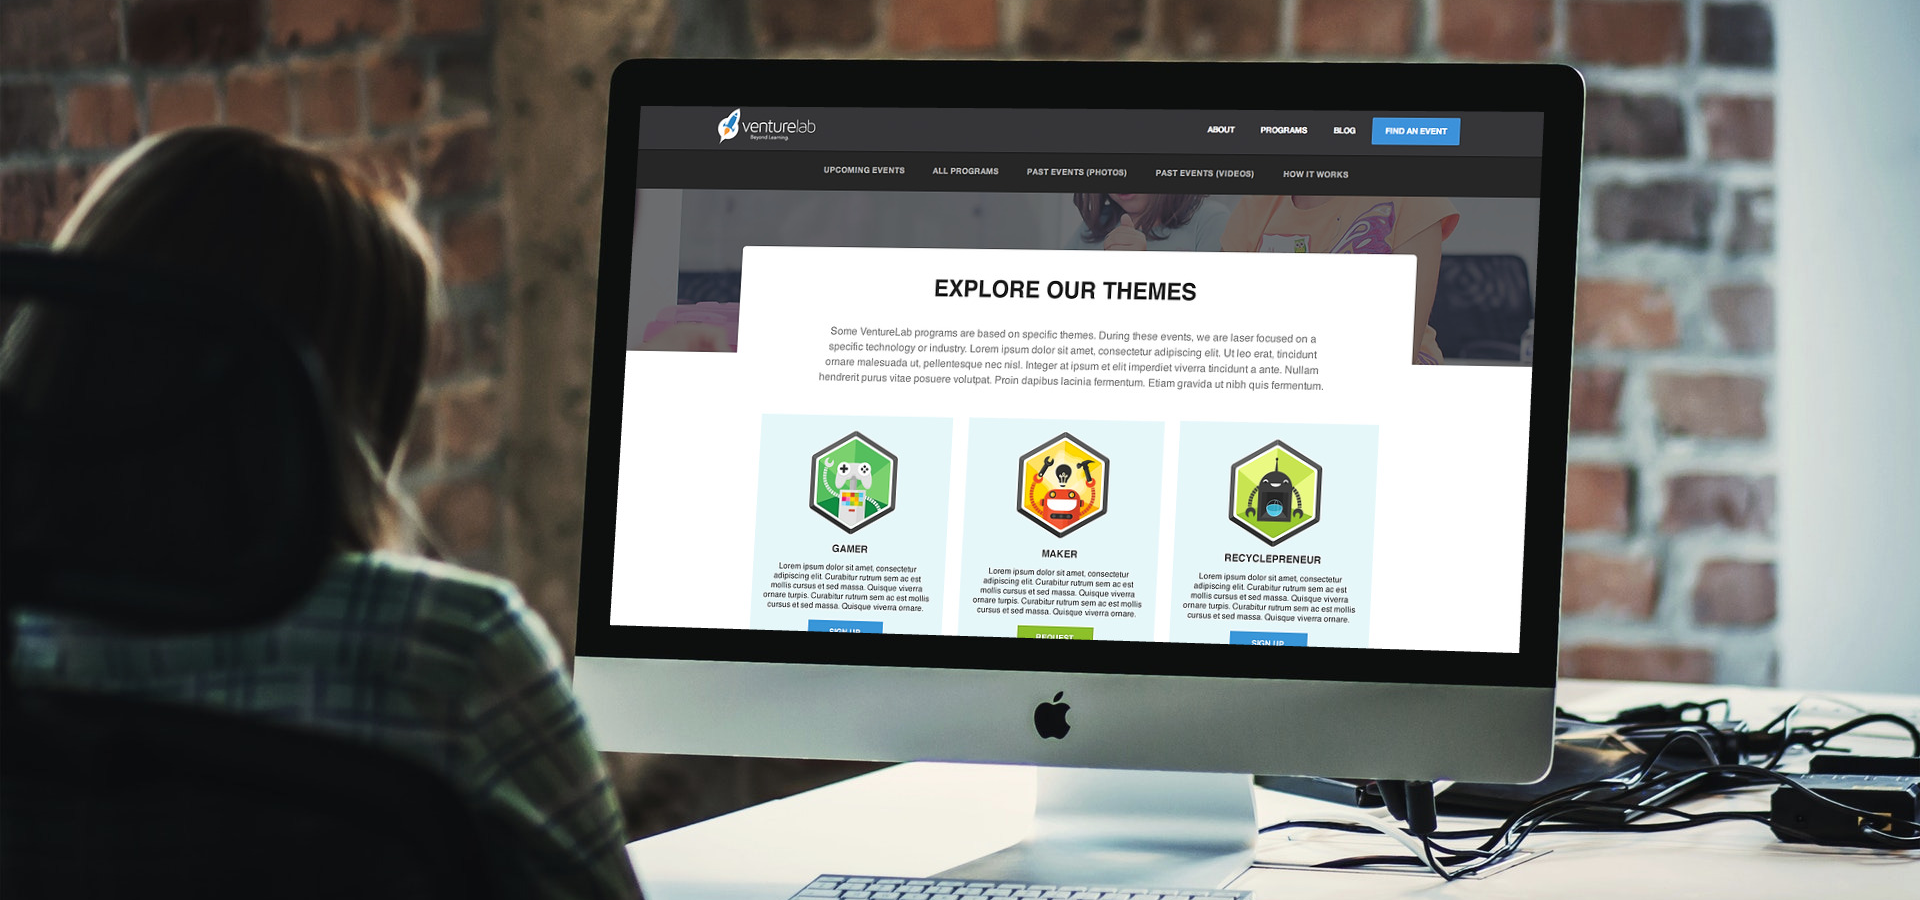 venturelab
Beyond Learning.
ABOUT PROGRAMS BLOG FIND AN EVENT
UPCOMING EVENTS ALL PROGRAMS PAST EVENTS (PHOTOS) PAST EVENTS (VIDEOS) HOW IT WORKS
EXPLORE OUR THEMES
Some VentureLab programs are based on specific themes. During these events, we are laser focused on a
specific technology or industry. Lorem ipsum dolor sit amet, consectetur adipiscing elit. Ut leo erat, tincidunt
ornare malesuada ut, pellentesque nec nisl. Integer at ipsum et elit imperdiet viverra tincidunt a ante. Nullam
hendrerit purus vitae posuere volutpat. Proin dapibus lacinia fermentum. Etiam gravida ut nibh quis fermentum.
GAMER
Lorem ipsum dolor sit amet, consectetur
adipiscing elit. Curabitur rutrum sem ac est
mollis cursus et sed massa. Quisque viverra
ornare turpis. Curabitur rutrum sem ac est mollis
cursus et sed massa. Quisque viverra ornare.
SIGN UP
MAKER
Lorem ipsum dolor sit amet, consectetur
adipiscing elit. Curabitur rutrum sem ac est
mollis cursus et sed massa. Quisque viverra
ornare turpis. Curabitur rutrum sem ac est mollis
cursus et sed massa. Quisque viverra ornare.
REQUEST
RECYCLEPRENEUR
Lorem ipsum dolor sit amet, consectetur
adipiscing elit. Curabitur rutrum sem ac est
mollis cursus et sed massa. Quisque viverra
ornare turpis. Curabitur rutrum sem ac est mollis
cursus et sed massa. Quisque viverra ornare.
SIGN UP